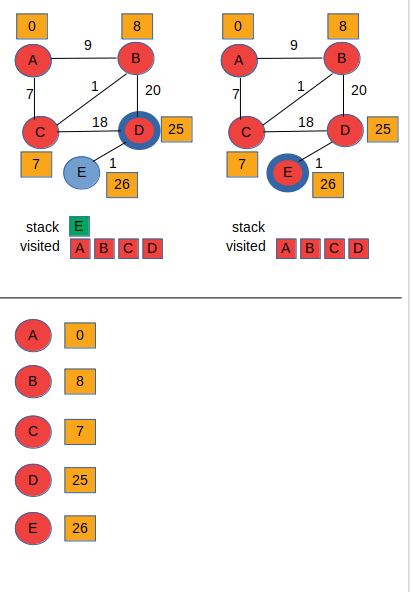 0 8 0 8
A 9 B A 9 B
7 1 20 7 1 20
C 18 D 25 C 18 D 25
7 E 1 26 7 E 1 26
stack E stack
visited A B C D visited A B C D
A 0
B 8
C 7
D 25
E 26